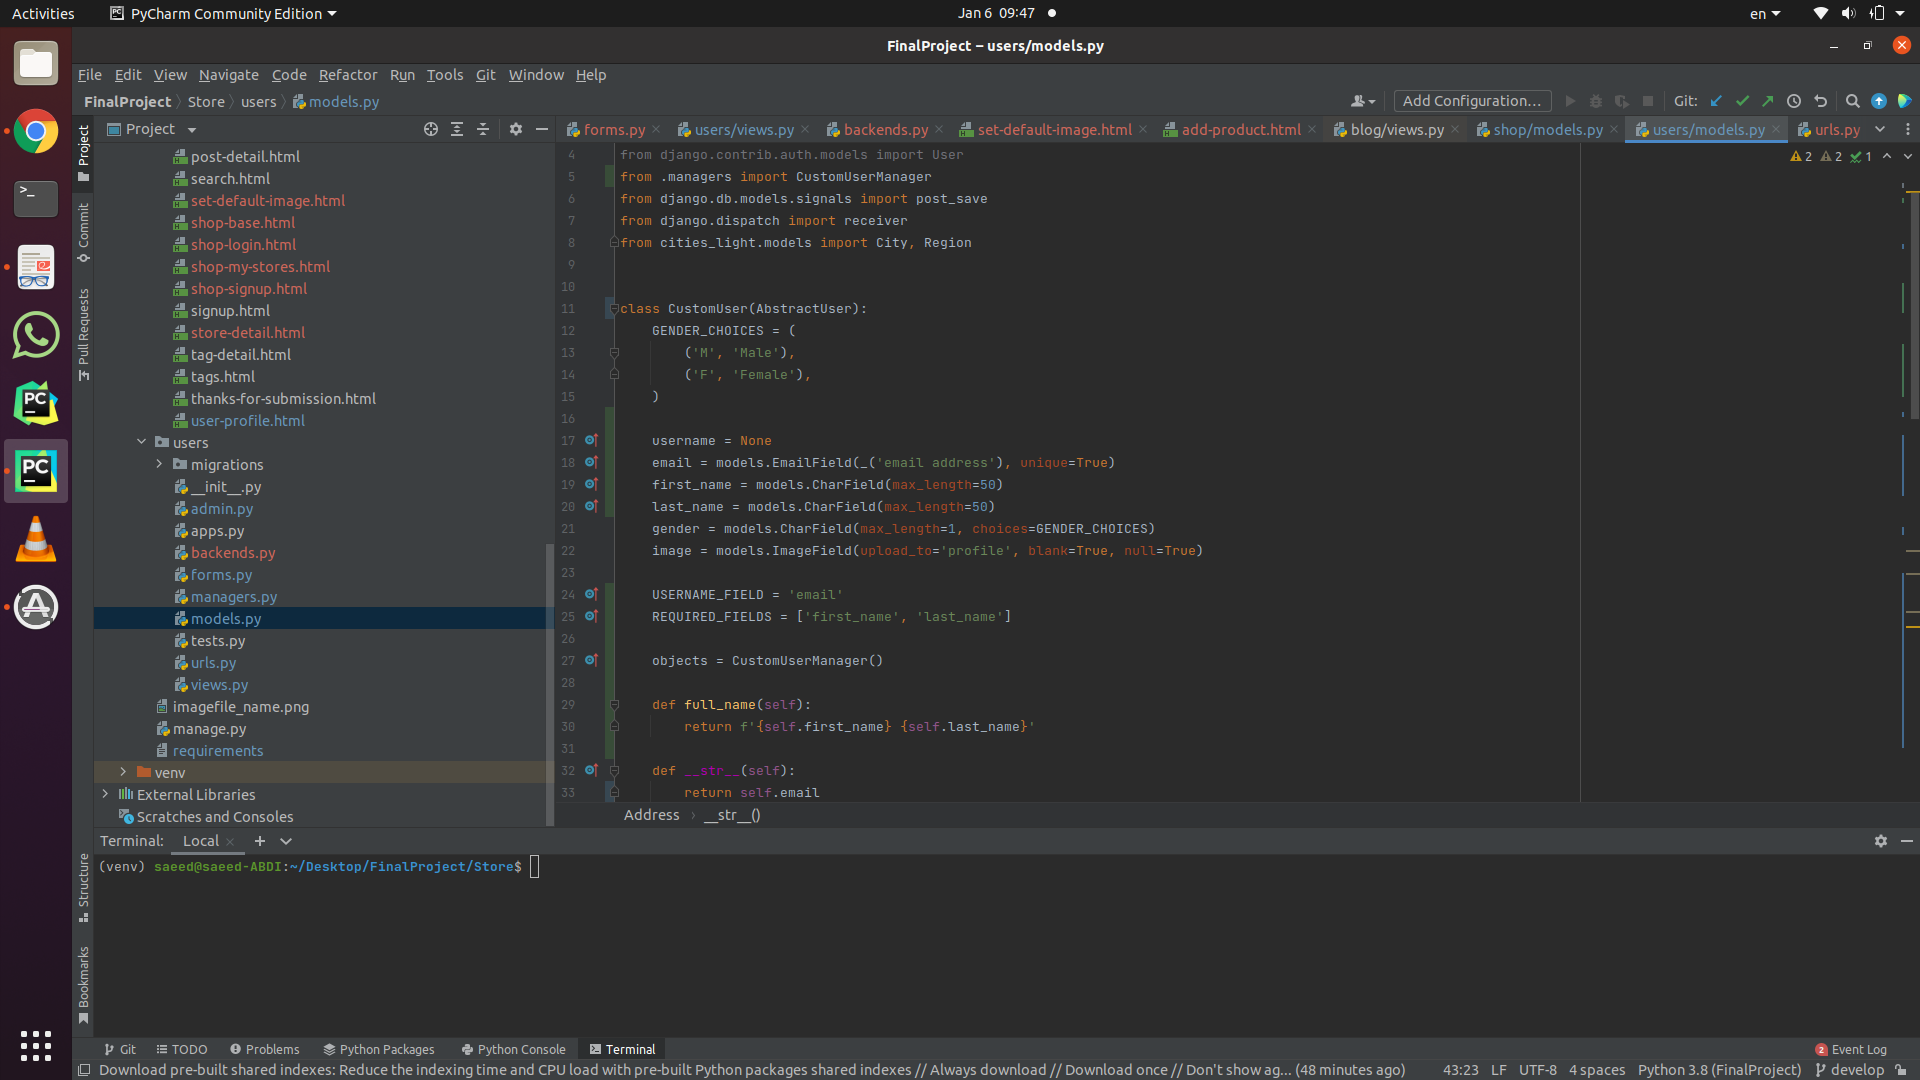 Activities
PyCharm Community Edition
Jan 6 09:47
en
FinalProject – users/models.py
File Edit View Navigate Code Refactor Run Tools Git Window Help
FinalProject Store users models.py
Add Configuration...
Git:
Project
forms.py users/views.py backends.py set-default-image.html add-product.html blog/views.py shop/models.py users/models.py urls.py
Project
Commit
Pull Requests
Structure
Bookmarks
post-detail.html
search.html
set-default-image.html
shop-base.html
shop-login.html
shop-my-stores.html
shop-signup.html
signup.html
store-detail.html
tag-detail.html
tags.html
thanks-for-submission.html
user-profile.html
users
migrations
__init__.py
admin.py
apps.py
backends.py
forms.py
managers.py
models.py
tests.py
urls.py
views.py
imagefile_name.png
manage.py
requirements
venv
External Libraries
Scratches and Consoles
2 2 1
4 from django.contrib.auth.models import User
5 from .managers import CustomUserManager
6 from django.db.models.signals import post_save
7 from django.dispatch import receiver
8 from cities_light.models import City, Region
9
10
11 class CustomUser(AbstractUser):
12 GENDER_CHOICES = (
13 ('M', 'Male'),
14 ('F', 'Female'),
15 )
16
17 username = None
18 email = models.EmailField(_('email address'), unique=True)
19 first_name = models.CharField(max_length=50)
20 last_name = models.CharField(max_length=50)
21 gender = models.CharField(max_length=1, choices=GENDER_CHOICES)
22 image = models.ImageField(upload_to='profile', blank=True, null=True)
23
24 USERNAME_FIELD = 'email'
25 REQUIRED_FIELDS = ['first_name', 'last_name']
26
27 objects = CustomUserManager()
28
29 def full_name(self):
30 return f'{self.first_name} {self.last_name}'
31
32 def __str__(self):
33 return self.email
Address __str__()
Terminal: Local
(venv) saeed@saeed-ABDI:~/Desktop/FinalProject/Store$
Git TODO Problems Python Packages Python Console Terminal
2 Event Log
Download pre-built shared indexes: Reduce the indexing time and CPU load with pre-built Python packages shared indexes // Always download // Download once // Don't show ag... (48 minutes ago)
43:23 LF UTF-8 4 spaces Python 3.8 (FinalProject) develop